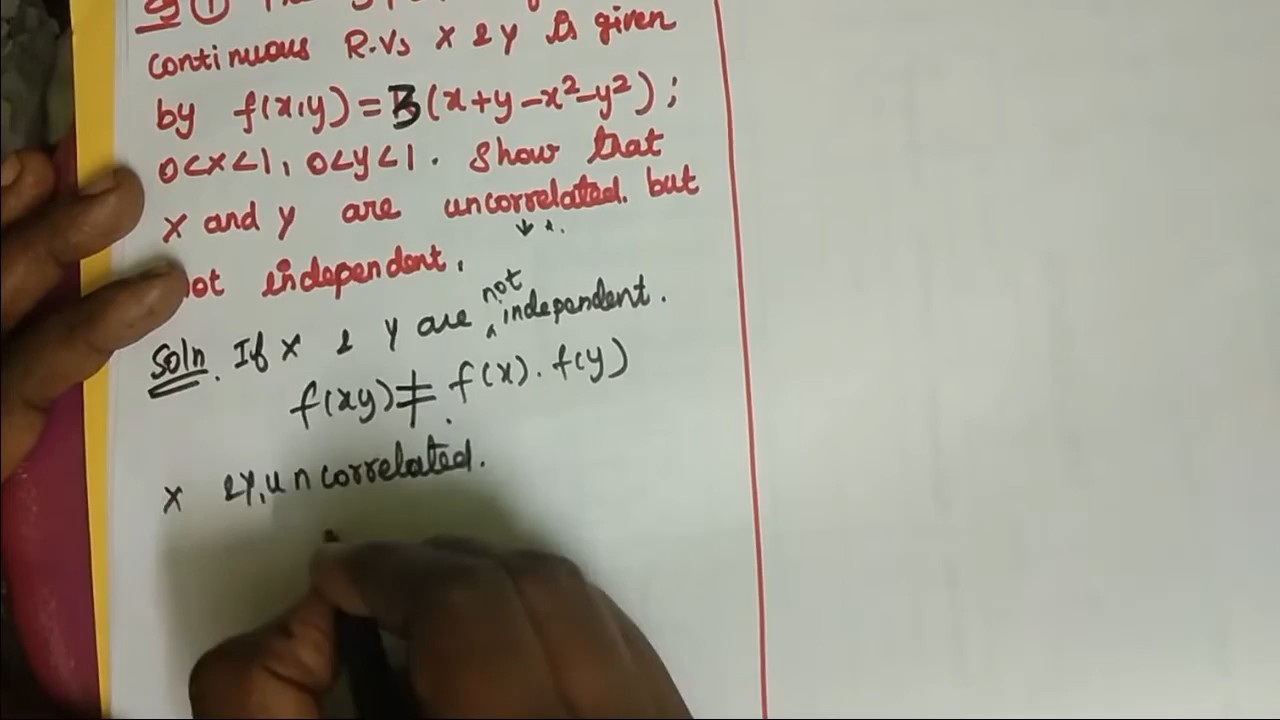 continuous R.Vs X & Y is given
by f(x,y) = 3 (x+y-x²-y²) ;
0<x<1, 0<y<1. Show that
X and Y are uncorrelated. but
not independent.
Soln. If X & Y are not independent.
f(xy) ≠ f(x). f(y)
X & Y, uncorrelated.